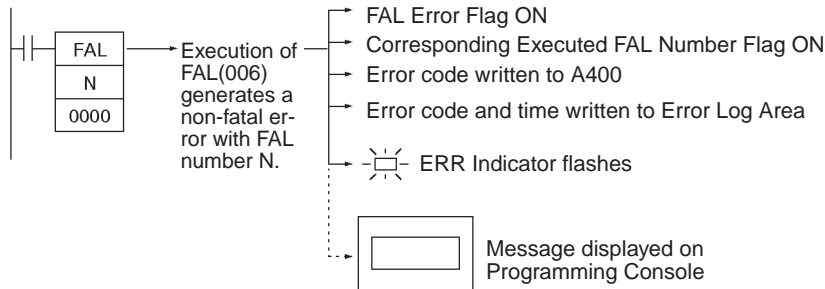 FAL
N
0000
Execution of
FAL(006)
generates a
non-fatal er-
ror with FAL
number N.
FAL Error Flag ON
Corresponding Executed FAL Number Flag ON
Error code written to A400
Error code and time written to Error Log Area
ERR Indicator flashes
Message displayed on
Programming Console